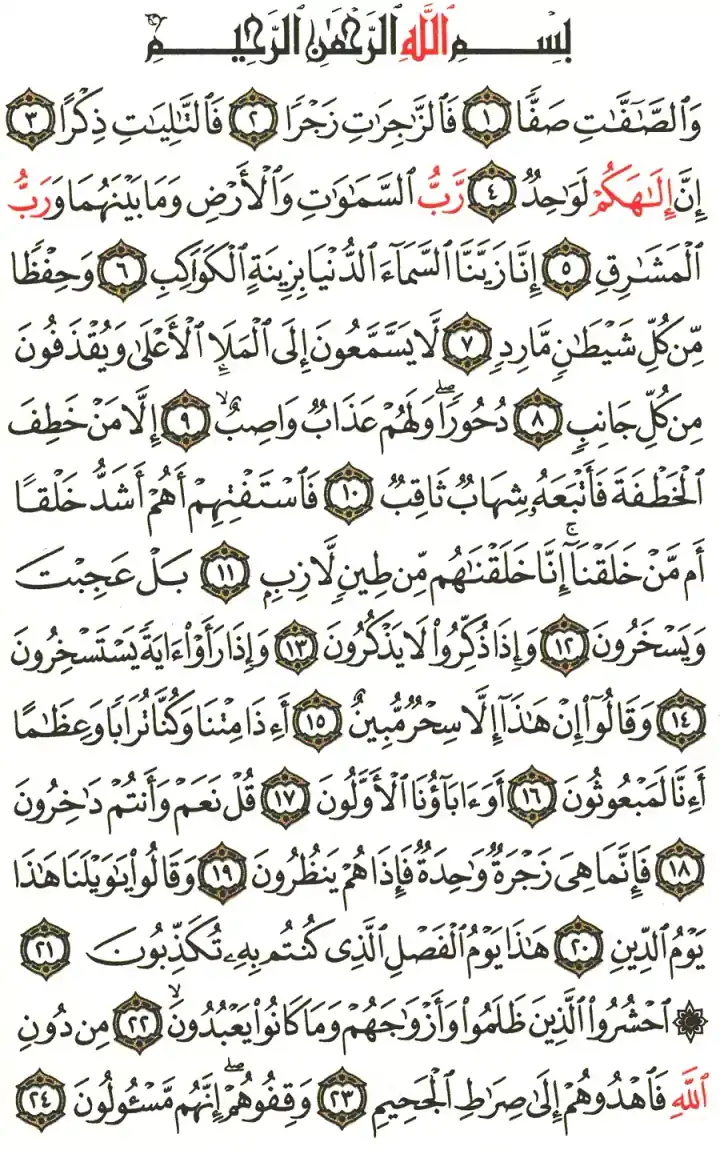 بِسْمِ ٱللَّهِ ٱلرَّحْمَٰنِ ٱلرَّحِيمِ
وَٱلصَّٰٓفَّٰتِ صَفًّا ١ فَٱلزَّٰجِرَٰتِ زَجْرًا ٢ فَٱلتَّٰلِيَٰتِ ذِكْرًا ٣
إِنَّ إِلَٰهَكُمْ لَوَٰحِدٌ ٤ رَّبُّ ٱلسَّمَٰوَٰتِ وَٱلْأَرْضِ وَمَا بَيْنَهُمَا وَرَبُّ
ٱلْمَشَٰرِقِ ٥ إِنَّا زَيَّنَّا ٱلسَّمَآءَ ٱلدُّنْيَا بِزِينَةٍ ٱلْكَوَاكِبِ ٦ وَحِفْظًا
مِّن كُلِّ شَيْطَٰنٍ مَّارِدٍ ٧ لَّا يَسَّمَّعُونَ إِلَى ٱلْمَلَإِ ٱلْأَعْلَىٰ وَيُقْذَفُونَ
مِن كُلِّ جَانِبٍ ٨ دُحُورًا ۖ وَلَهُمْ عَذَابٌ وَاصِبٌ ۙ ٩ إِلَّا مَنْ خَطِفَ
ٱلْخَطْفَةَ فَأَتْبَعَهُۥ شِهَابٌ ثَاقِبٌ ١٠ فَٱسْتَفْتِهِمْ أَهُمْ أَشَدُّ خَلْقًا
أَم مَّنْ خَلَقْنَآ ۚ إِنَّا خَلَقْنَٰهُم مِّن طِينٍ لَّازِبٍ ١١ بَلْ عَجِبْتَ
وَيَسْخَرُونَ ١٢ وَإِذَا ذُكِّرُوا۟ لَا يَذْكُرُونَ ١٣ وَإِذَا رَأَوْا۟ ءَايَةً يَسْتَسْخِرُونَ
١٤ وَقَالُوٓا۟ إِنْ هَٰذَآ إِلَّا سِحْرٌ مُّبِينٌ ١٥ أَءِذَا مِتْنَا وَكُنَّا تُرَابًا وَعِظَٰمًا
أَءِنَّا لَمَبْعُوثُونَ ١٦ أَوَءَابَآؤُنَا ٱلْأَوَّلُونَ ١٧ قُلْ نَعَمْ وَأَنتُمْ دَٰخِرُونَ
١٨ فَإِنَّمَا هِىَ زَجْرَةٌ وَٰحِدَةٌ فَإِذَا هُمْ يَنظُرُونَ ١٩ وَقَالُوا۟ يَٰوَيْلَنَا هَٰذَا
يَوْمُ ٱلدِّينِ ٢٠ هَٰذَا يَوْمُ ٱلْفَصْلِ ٱلَّذِى كُنتُم بِهِۦ تُكَذِّبُونَ ٢١
۞ ٱحْشُرُوا۟ ٱلَّذِينَ ظَلَمُوا۟ وَأَزْوَٰجَهُمْ وَمَا كَانُوا۟ يَعْبُدُونَ ۙ ٢٢ مِن دُونِ
ٱللَّهِ فَٱهْدُوهُمْ إِلَىٰ صِرَٰطِ ٱلْجَحِيمِ ٢٣ وَقِفُوهُمْ ۖ إِنَّهُم مَّسْـُٔولُونَ ٢٤